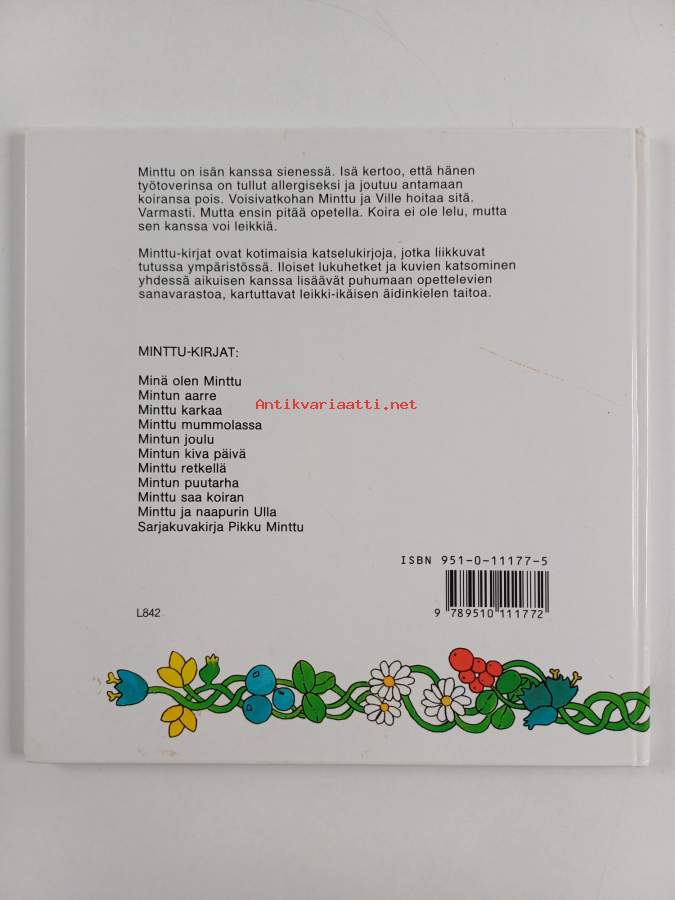 Minttu on isän kanssa sienessä. Isä kertoo, että hänen
työtoverinsa on tullut allergiseksi ja joutuu antamaan
koiransa pois. Voisivatkohan Minttu ja Ville hoitaa sitä.
Varmasti. Mutta ensin pitää opetella. Koira ei ole lelu, mutta
sen kanssa voi leikkiä.
Minttu-kirjat ovat kotimaisia katselukirjoja, jotka liikkuvat
tutussa ympäristössä. Iloiset lukuhetket ja kuvien katsominen
yhdessä aikuisen kanssa lisäävät puhumaan opettelevien
sanavarastoa, kartuttavat leikki-ikäisen äidinkielen taitoa.
MINTTU-KIRJAT:
Minä olen Minttu
Mintun aarre
Minttu karkaa
Antikvariaatti.net
Minttu mummolassa
Mintun joulu
Mintun kiva päivä
Minttu retkellä
Mintun puutarha
Minttu saa koiran
Minttu ja naapurin Ulla
Sarjakuvakirja Pikku Minttu
ISBN 951-0-11177-5
9 789510 111772
L842